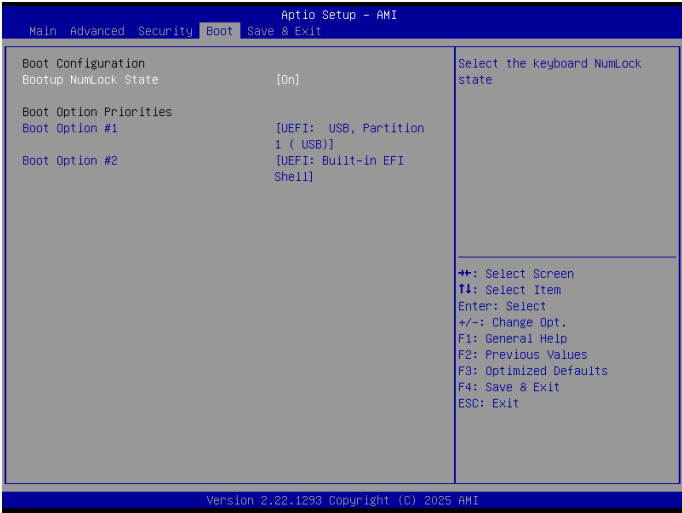 Aptio Setup - AMI
Main Advanced Security Boot Save & Exit
Boot Configuration
Bootup NumLock State [On]
Boot Option Priorities
Boot Option #1 [UEFI: USB, Partition
1 ( USB)]
Boot Option #2 [UEFI: Built-in EFI
Shell]
Select the keyboard NumLock
state
→←: Select Screen
↑↓: Select Item
Enter: Select
+/-: Change Opt.
F1: General Help
F2: Previous Values
F3: Optimized Defaults
F4: Save & Exit
ESC: Exit
Version 2.22.1293 Copyright (C) 2025 AMI